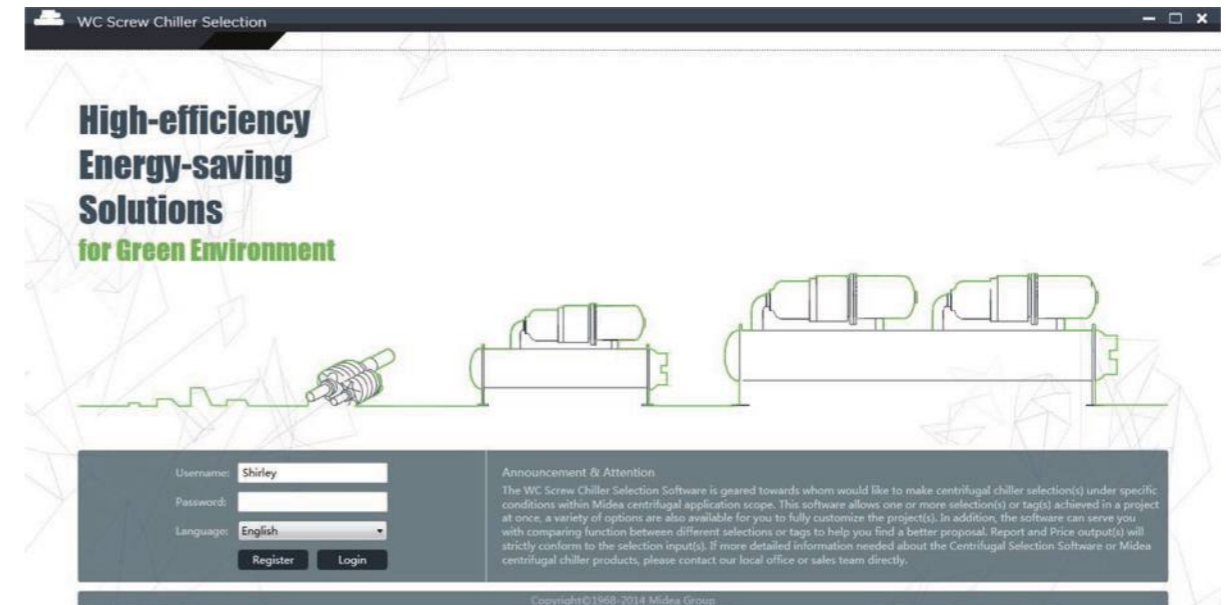 WC Screw Chiller Selection
High-efficiency
Energy-saving
Solutions
for Green Environment
Username: Shirley
Password:
Language: English
Register Login
Announcement & Attention
The WC Screw Chiller Selection Software is geared towards whom would like to make centrifugal chiller selection(s) under specific
conditions within Midea centrifugal application scope. This software allows one or more selection(s) or tag(s) achieved in a project
at once, a variety of options are also available for you to fully customize the project(s). In addition, the software can serve you
with comparing function between different selections or tags to help you find a better proposal. Report and Price output(s) will
strictly conform to the selection input(s). If more detailed information needed about the Centrifugal Selection Software or Midea
centrifugal chiller products, please contact our local office or sales team directly.
Copyright©1968-2014 Midea Group